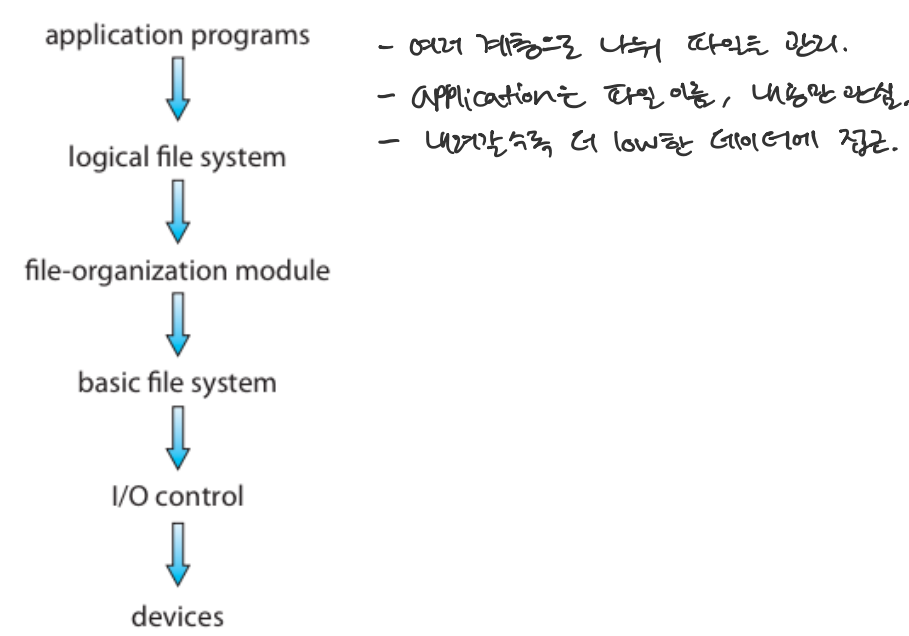 application programs
- 여러 계층으로 나눠 파일을 관리.
- application은 파일 이름, 내용만 관심.
- 내려갈수록 더 low한 데이터에 접근.
logical file system
file-organization module
basic file system
I/O control
devices